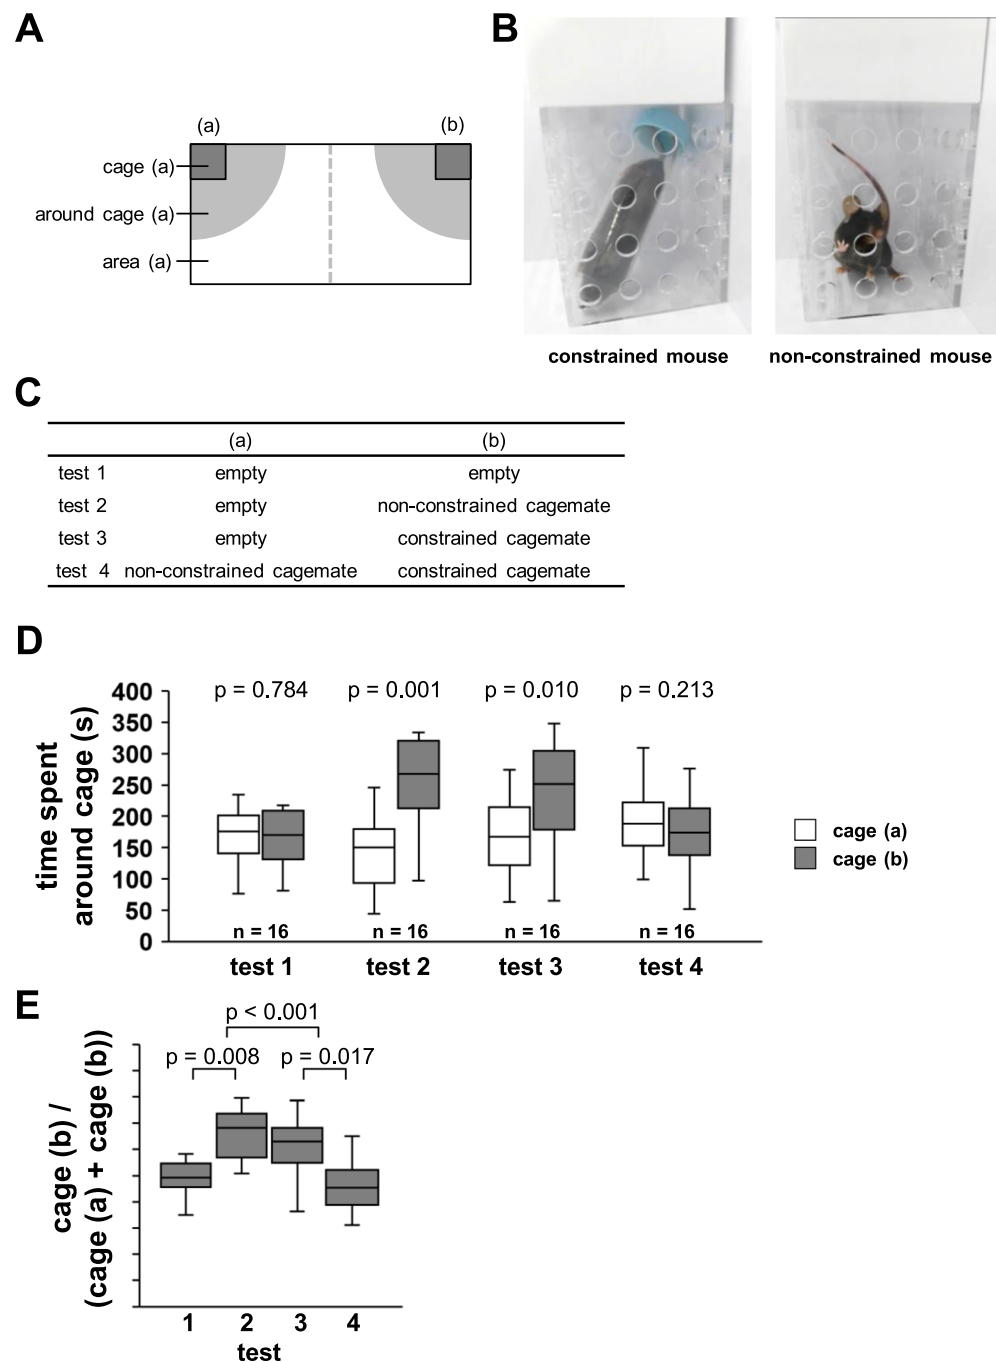 A
(a) (b)
cage (a)
around cage (a)
area (a)
B
constrained mouse
non-constrained mouse
C
(a) (b)
test 1 empty empty
test 2 empty non-constrained cagemate
test 3 empty constrained cagemate
test 4 non-constrained cagemate constrained cagemate
D
time spent
around cage (s)
400
350
300
250
200
150
100
50
0
p = 0.784 p = 0.001 p = 0.010 p = 0.213
n = 16 n = 16 n = 16 n = 16
test 1 test 2 test 3 test 4
cage (a)
cage (b)
E
cage (b) /
(cage (a) + cage (b))
p < 0.001
p = 0.008 p = 0.017
1 2 3 4
test